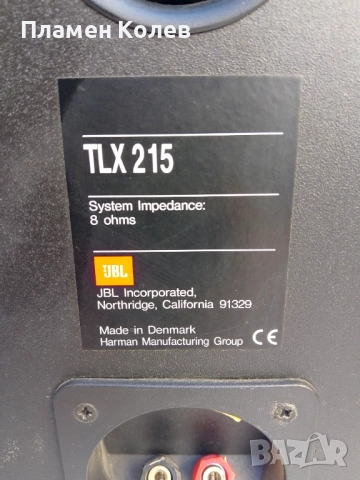 Пламен Колев
TLX 215
System Impedance:
8 ohms
JBL
JBL Incorporated,
Northridge, California 91329
Made in Denmark
Harman Manufacturing Group CE
BAZAR